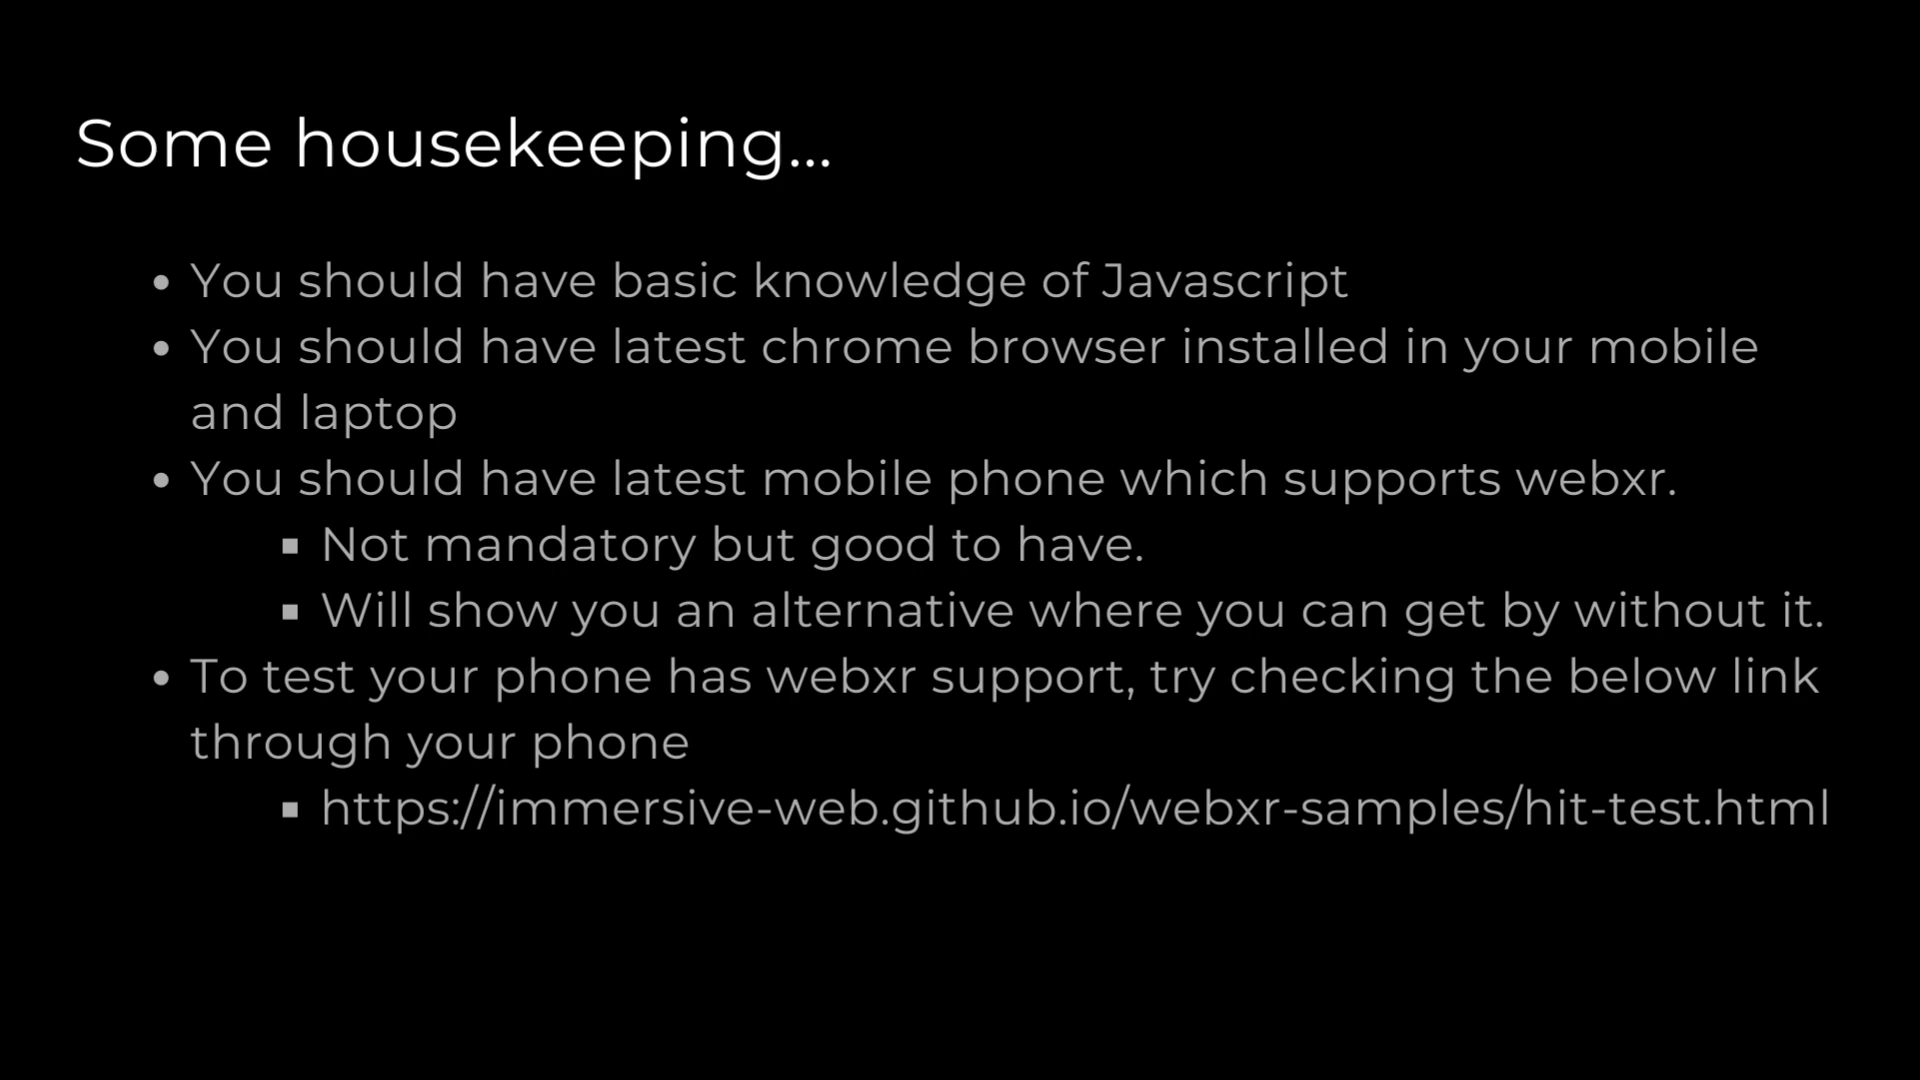 Some housekeeping...
• You should have basic knowledge of Javascript
• You should have latest chrome browser installed in your mobile
and laptop
• You should have latest mobile phone which supports webxr.
▪ Not mandatory but good to have.
▪ Will show you an alternative where you can get by without it.
• To test your phone has webxr support, try checking the below link
through your phone
▪ https://immersive-web.github.io/webxr-samples/hit-test.html